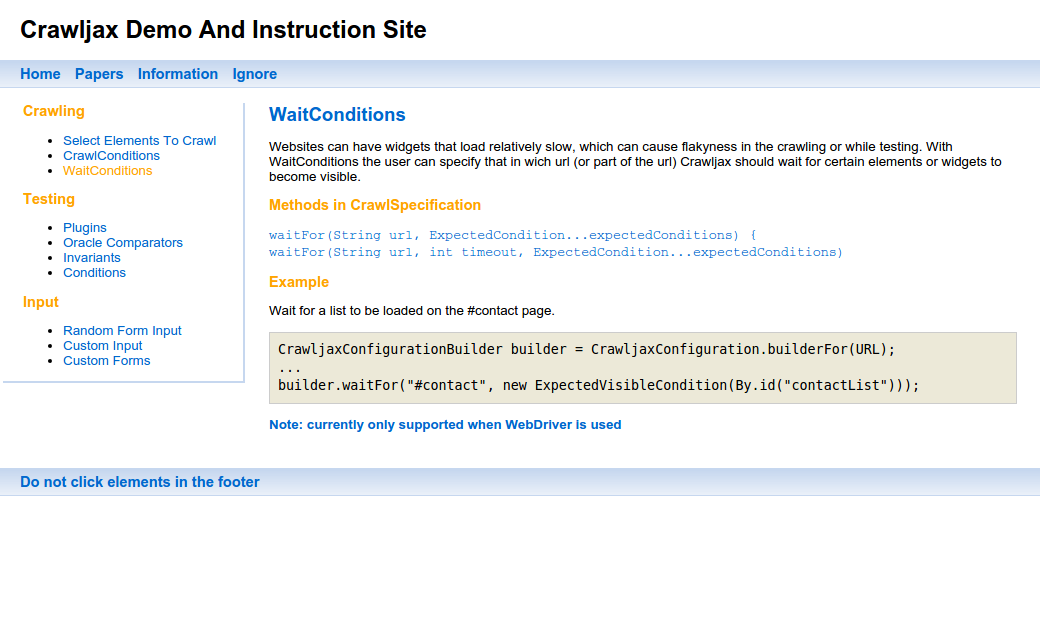 Crawljax Demo And Instruction Site
Home Papers Information Ignore
Crawling
Select Elements To Crawl
CrawlConditions
WaitConditions
Testing
Plugins
Oracle Comparators
Invariants
Conditions
Input
Random Form Input
Custom Input
Custom Forms
WaitConditions
Websites can have widgets that load relatively slow, which can cause flakyness in the crawling or while testing. With
WaitConditions the user can specify that in wich url (or part of the url) Crawljax should wait for certain elements or widgets to
become visible.
Methods in CrawlSpecification
waitFor(String url, ExpectedCondition...expectedConditions) {
waitFor(String url, int timeout, ExpectedCondition...expectedConditions)
Example
Wait for a list to be loaded on the #contact page.
CrawljaxConfigurationBuilder builder = CrawljaxConfiguration.builderFor(URL);
...
builder.waitFor("#contact", new ExpectedVisibleCondition(By.id("contactList")));
Note: currently only supported when WebDriver is used
Do not click elements in the footer